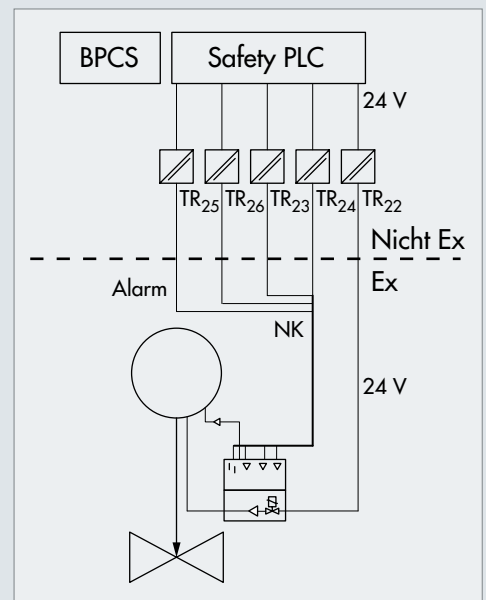 BPCS
Safety PLC
24 V
TR25 TR26 TR23 TR24 TR22
Nicht Ex
Ex
Alarm
NK
24 V